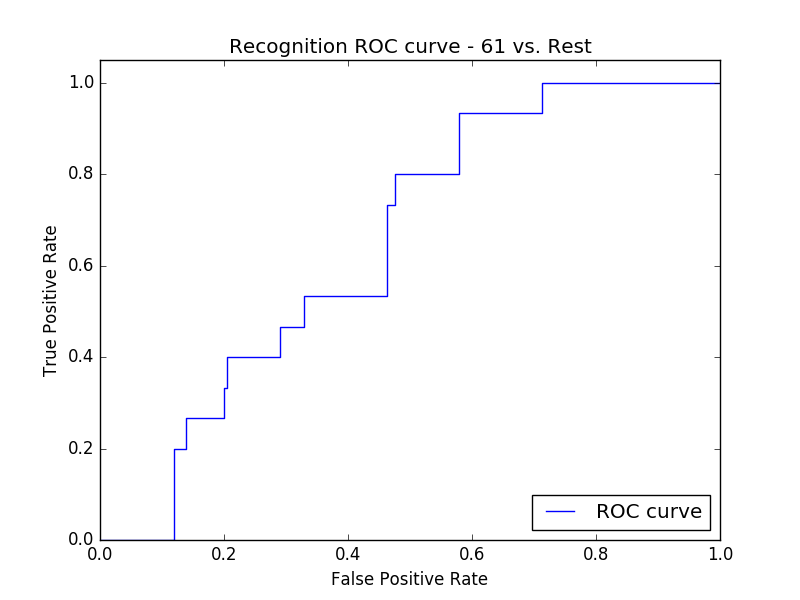 Recognition ROC curve - 61 vs. Rest
1.0
0.8
0.6
0.4
0.2
0.0
True Positive Rate
ROC curve
0.0 0.2 0.4 0.6 0.8 1.0
False Positive Rate